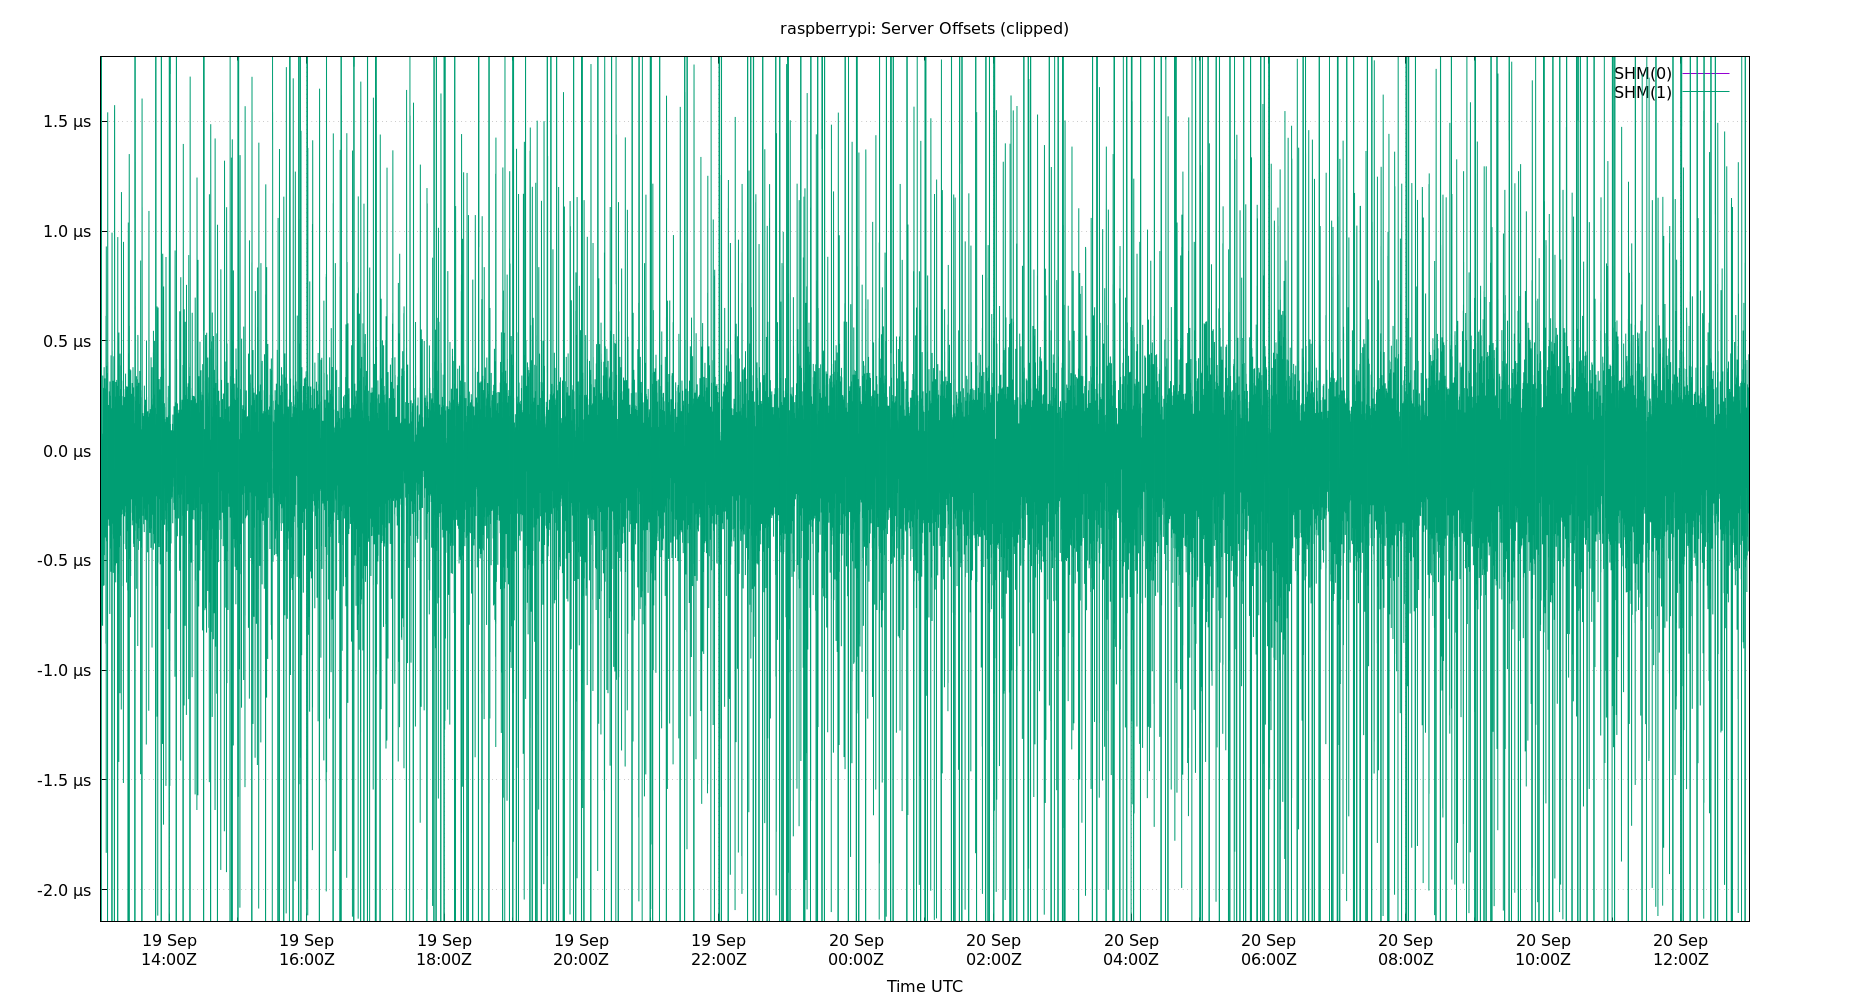 raspberrypi: Server Offsets (clipped)
SHM(0)
SHM(1)
1.5 µs
1.0 µs
0.5 µs
0.0 µs
-0.5 µs
-1.0 µs
-1.5 µs
-2.0 µs
19 Sep 19 Sep 19 Sep 19 Sep 19 Sep 20 Sep 20 Sep 20 Sep 20 Sep 20 Sep 20 Sep 20 Sep
14:00Z 16:00Z 18:00Z 20:00Z 22:00Z 00:00Z 02:00Z 04:00Z 06:00Z 08:00Z 10:00Z 12:00Z
Time UTC